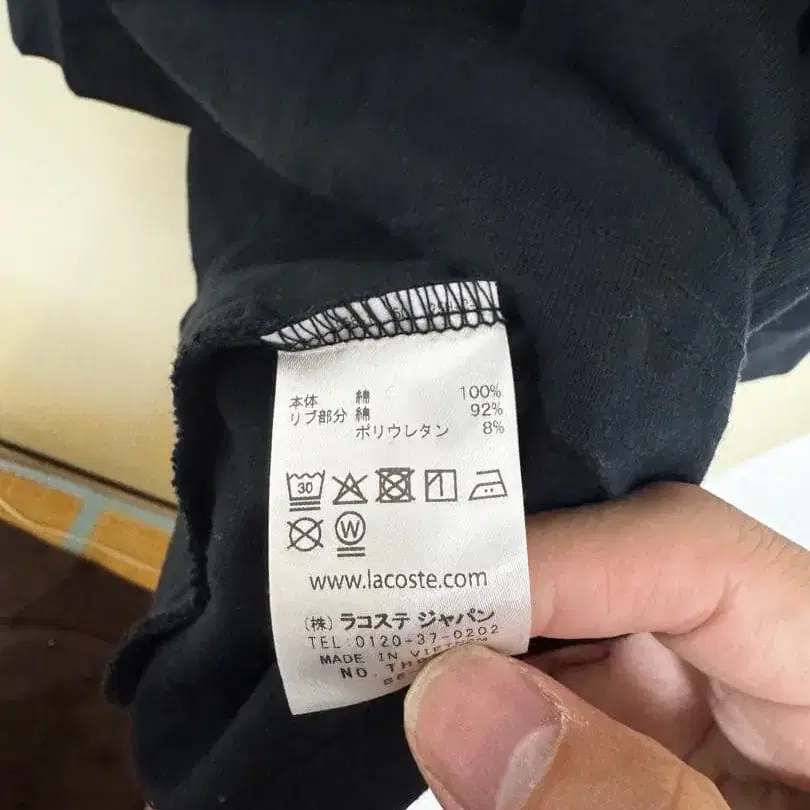 本体 綿 100%
リブ部分 綿 92%
ポリウレタン 8%
30
W
www.lacoste.com
(株) ラコステ ジャパン
TEL:0120-37-0202
MADE IN VIETNAM
NO.